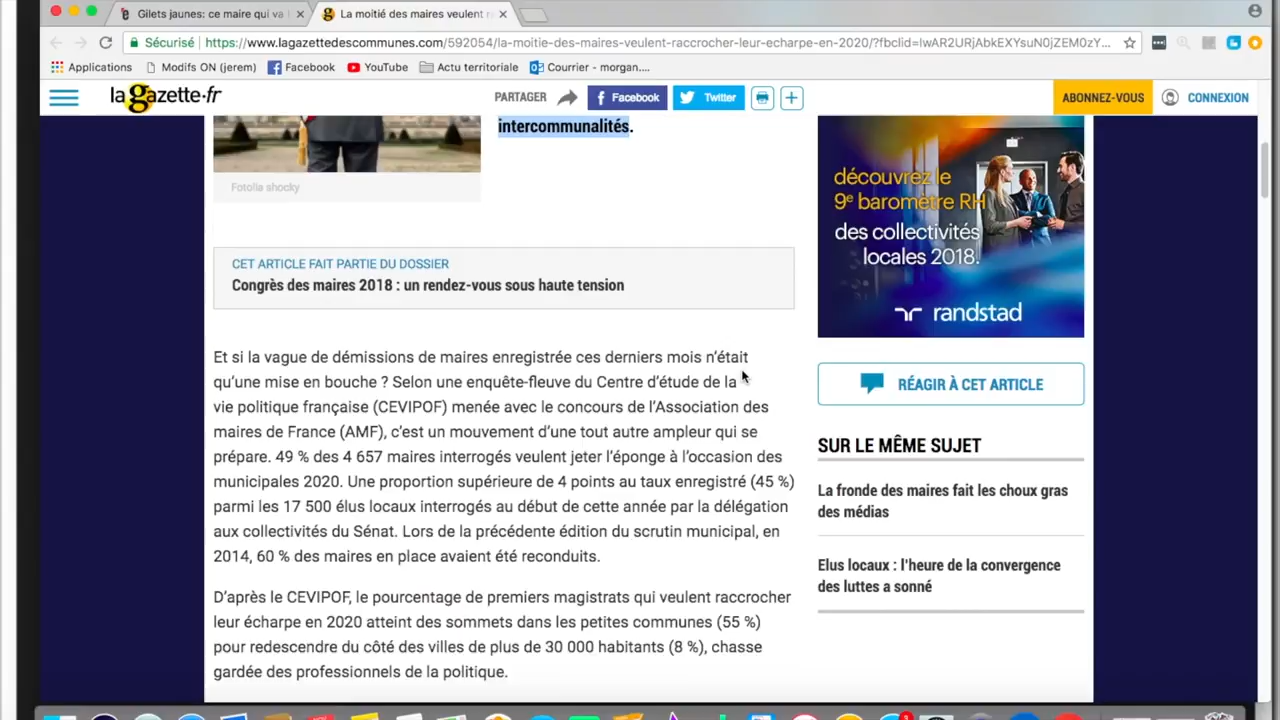 Gilets jaunes: ce maire qui va
La moitié des maires veulent r
Sécurisé
https://www.lagazettedescommunes.com/592054/la-moitie-des-maires-veulent-raccrocher-leur-echarpe-en-2020/?fbclid=IwAR2URjAbkEXYsuN0jZEM0zY...
Applications
Modifs ON (jerem)
Facebook
YouTube
Actu territoriale
Courrier - morgan....
la gazette·fr
PARTAGER
Facebook
Twitter
ABONNEZ-VOUS
CONNEXION
intercommunalités.
Fotolia shocky
CET ARTICLE FAIT PARTIE DU DOSSIER
Congrès des maires 2018 : un rendez-vous sous haute tension
Et si la vague de démissions de maires enregistrée ces derniers mois n'était
qu'une mise en bouche ? Selon une enquête-fleuve du Centre d'étude de la
vie politique française (CEVIPOF) menée avec le concours de l'Association des
maires de France (AMF), c'est un mouvement d'une tout autre ampleur qui se
prépare. 49 % des 4 657 maires interrogés veulent jeter l'éponge à l'occasion des
municipales 2020. Une proportion supérieure de 4 points au taux enregistré (45 %)
parmi les 17 500 élus locaux interrogés au début de cette année par la délégation
aux collectivités du Sénat. Lors de la précédente édition du scrutin municipal, en
2014, 60 % des maires en place avaient été reconduits.
D'après le CEVIPOF, le pourcentage de premiers magistrats qui veulent raccrocher
leur écharpe en 2020 atteint des sommets dans les petites communes (55 %)
pour redescendre du côté des villes de plus de 30 000 habitants (8 %), chasse
gardée des professionnels de la politique.
découvrez le
9e baromètre RH
des collectivités
locales 2018.
randstad
RÉAGIR À CET ARTICLE
SUR LE MÊME SUJET
La fronde des maires fait les choux gras
des médias
Elus locaux : l'heure de la convergence
des luttes a sonné